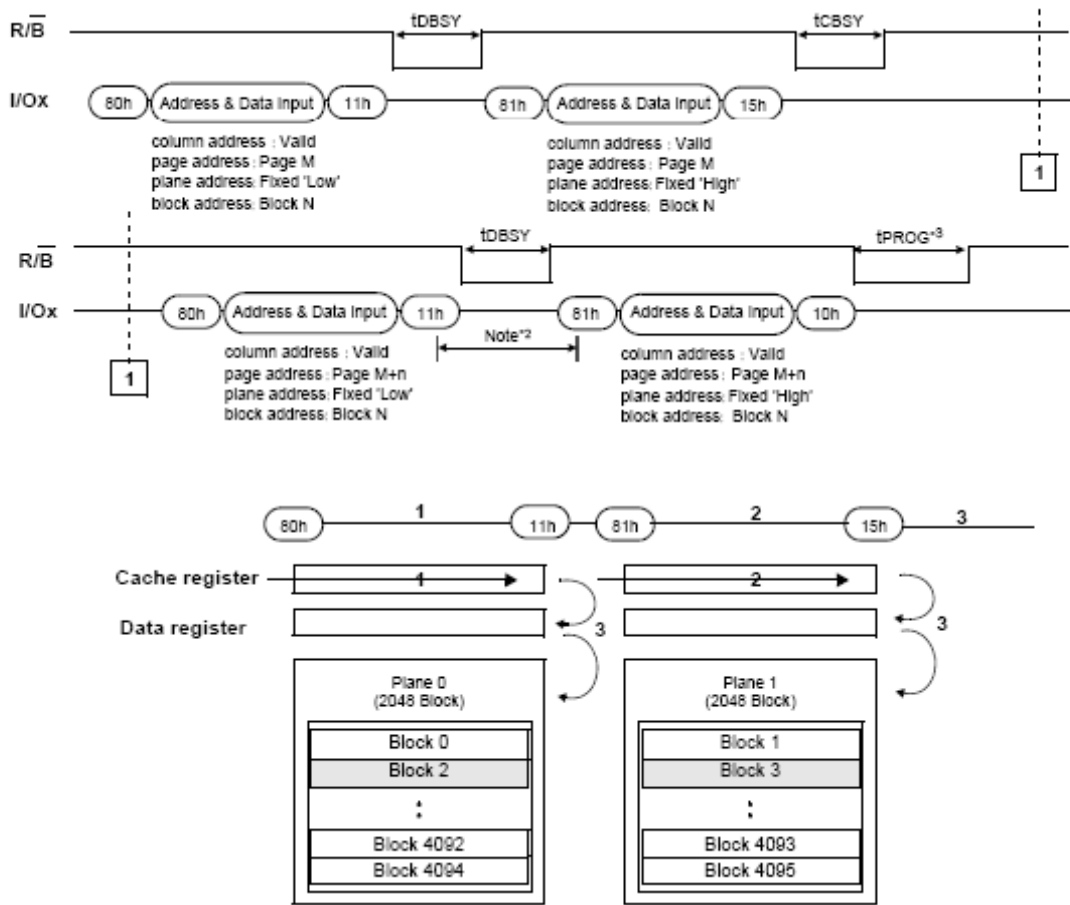 R/B tDBSY tCBSY
I/Ox 80h Address & Data Input 11h 81h Address & Data Input 15h
column address : Valid
page address: Page M
plane address: Fixed 'Low'
block address: Block N
column address : Valid
page address: Page M
plane address: Fixed 'High'
block address: Block N
1
R/B tDBSY tPROG*3
I/Ox 80h Address & Data Input 11h Note*2 81h Address & Data Input 10h
1
column address : Valid
page address: Page M+n
plane address: Fixed 'Low'
block address: Block N
column address : Valid
page address: Page M+n
plane address: Fixed 'High'
block address: Block N
80h 1 11h 81h 2 15h 3
Cache register 1 2
Data register 3 3
Plane 0
(2048 Block)
Block 0
Block 2
:
Block 4092
Block 4094
Plane 1
(2048 Block)
Block 1
Block 3
:
Block 4093
Block 4095